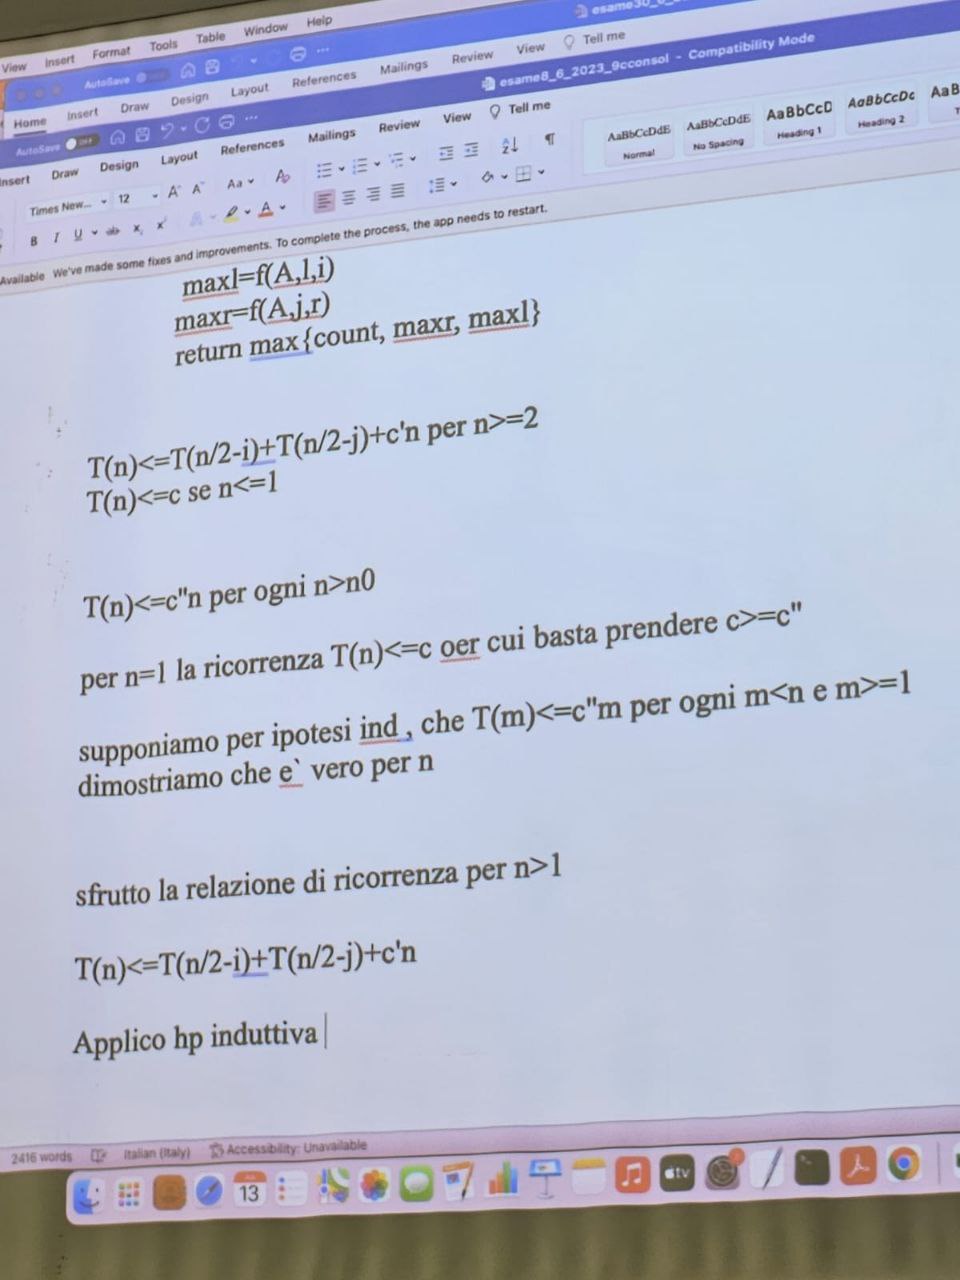 esame30_6
View Insert Format Tools Table Window Help
AutoSave
esame8_6_2023_9cconsol - Compatibility Mode
Home Insert Draw Design Layout References Mailings Review View Tell me
AutoSave OFF
Insert Draw Design Layout References Mailings Review View Tell me
Times New... 12 A A Aa A
B I U ab x x A A
AaBbCcDdE AaBbCcDdE AaBbCcD AaBbCcDc AaB
Normal No Spacing Heading 1 Heading 2
Available We've made some fixes and improvements. To complete the process, the app needs to restart.
maxl=f(A,l,i)
maxr=f(A,j,r)
return max{count, maxr, maxl}
T(n)<=T(n/2-i)+T(n/2-j)+c'n per n>=2
T(n)<=c se n<=1
T(n)<=c"n per ogni n>n0
per n=1 la ricorrenza T(n)<=c oer cui basta prendere c>=c"
supponiamo per ipotesi ind , che T(m)<=c"m per ogni m<n e m>=1
dimostriamo che e` vero per n
sfrutto la relazione di ricorrenza per n>1
T(n)<=T(n/2-i)+T(n/2-j)+c'n
Applico hp induttiva
2416 words Italian (Italy) Accessibility: Unavailable
13 tv